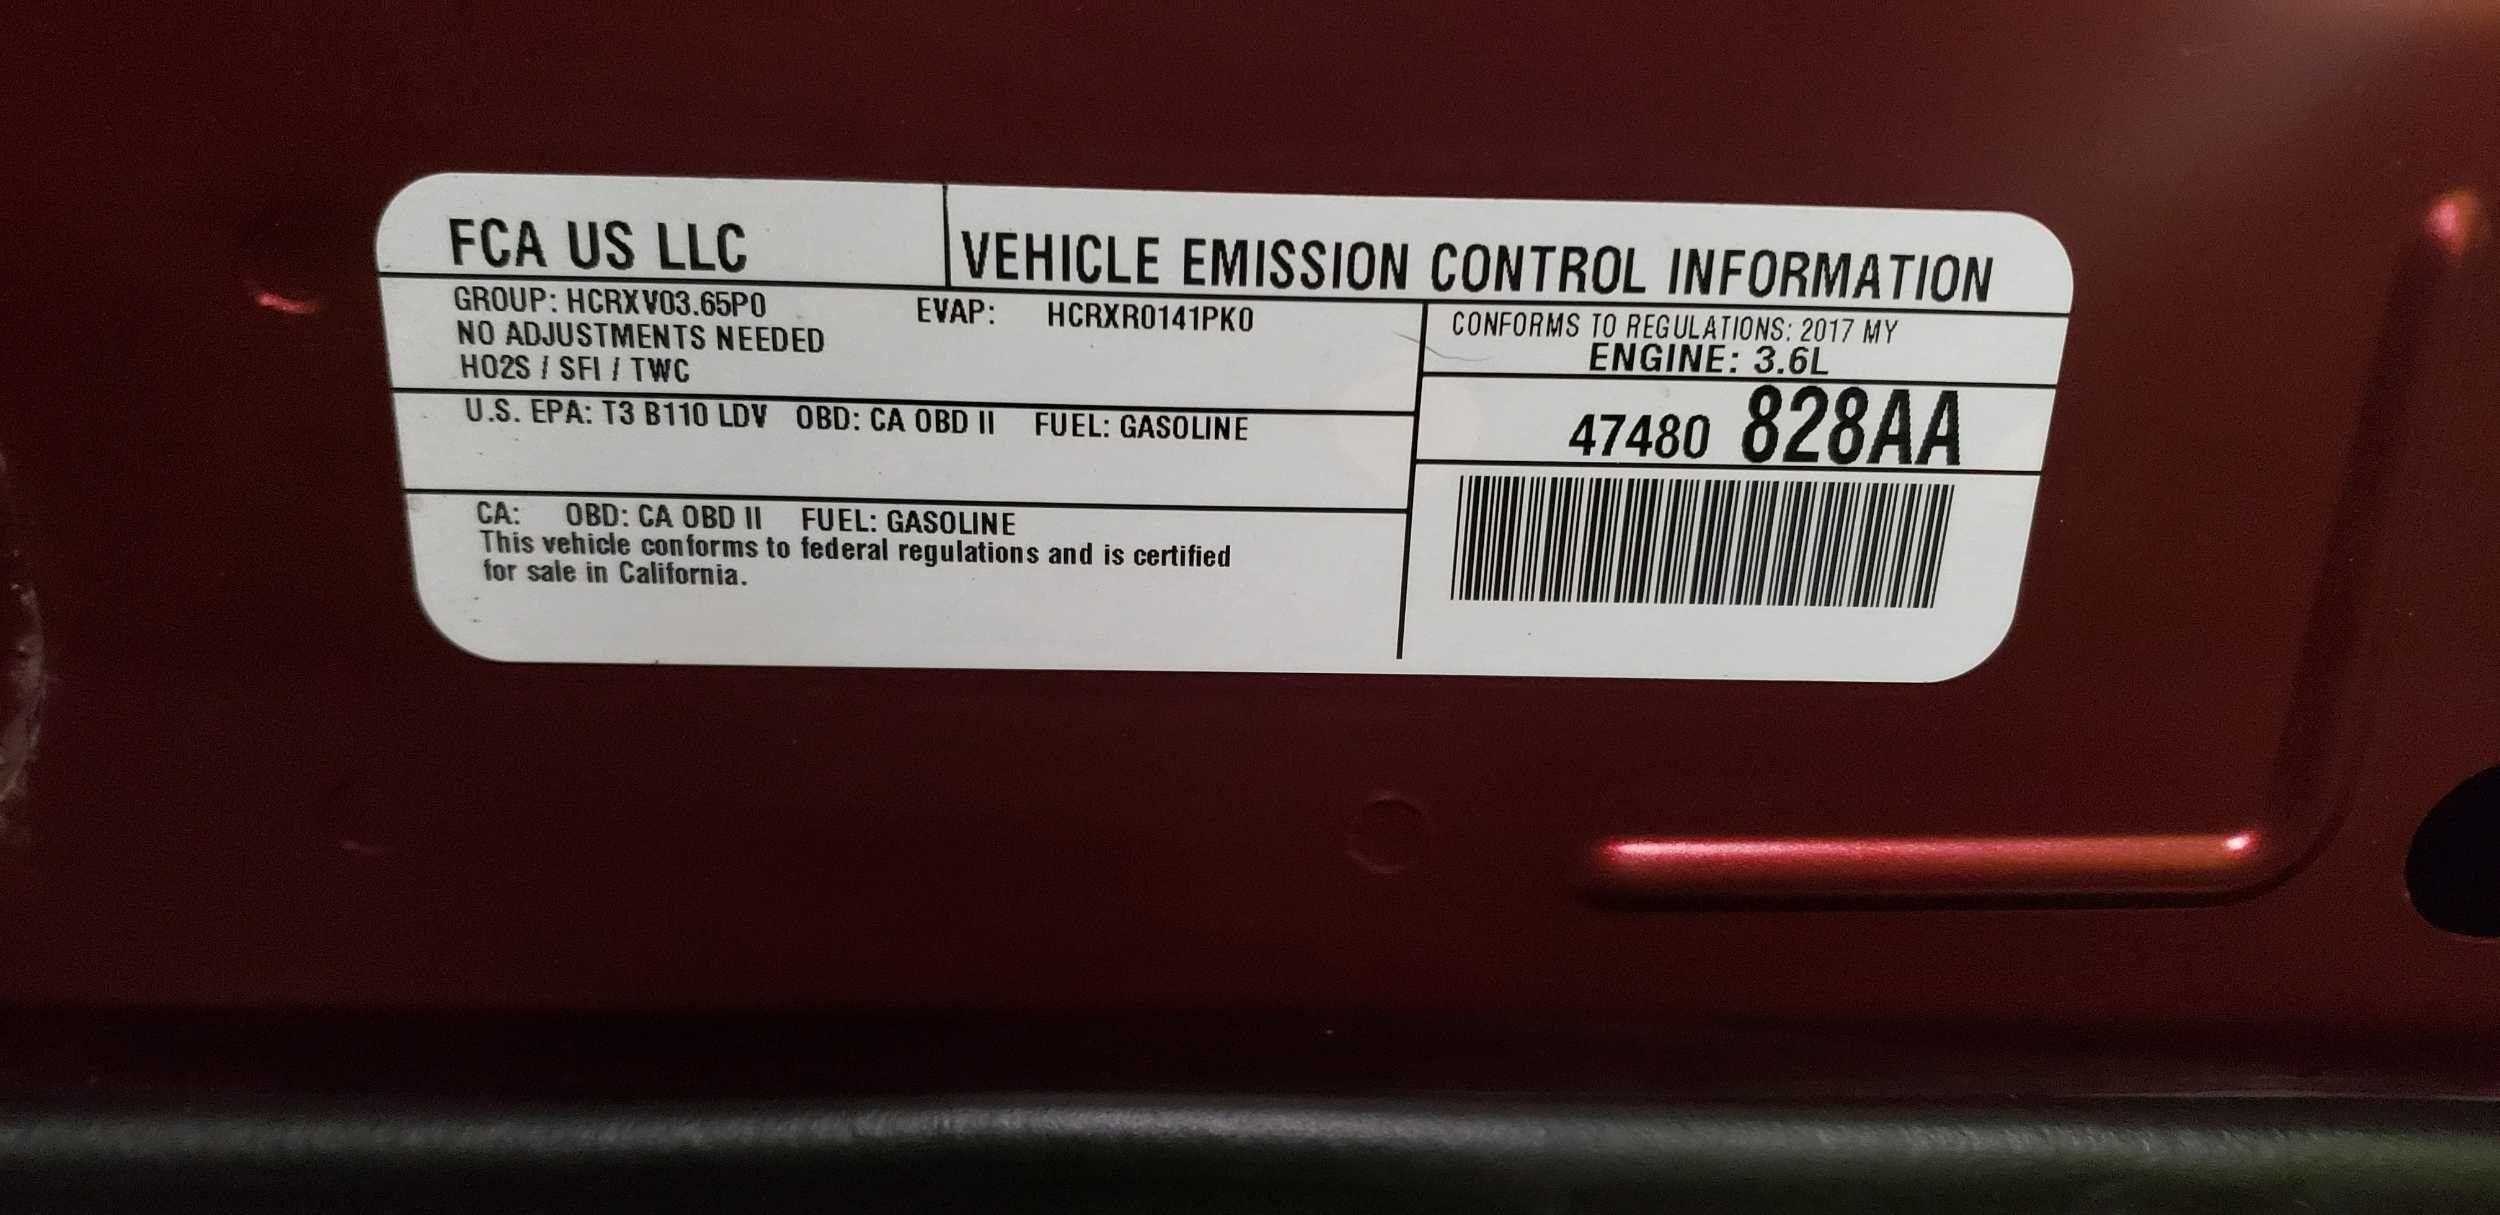 FCA US LLC
VEHICLE EMISSION CONTROL INFORMATION
GROUP: HCRXV03.65P0
EVAP: HCRXR0141PK0
NO ADJUSTMENTS NEEDED
HO2S / SFI / TWC
CONFORMS TO REGULATIONS: 2017 MY
ENGINE: 3.6L
U.S. EPA: T3 B110 LDV OBD: CA OBD II FUEL: GASOLINE
47480 828AA
CA: OBD: CA OBD II FUEL: GASOLINE
This vehicle conforms to federal regulations and is certified
for sale in California.